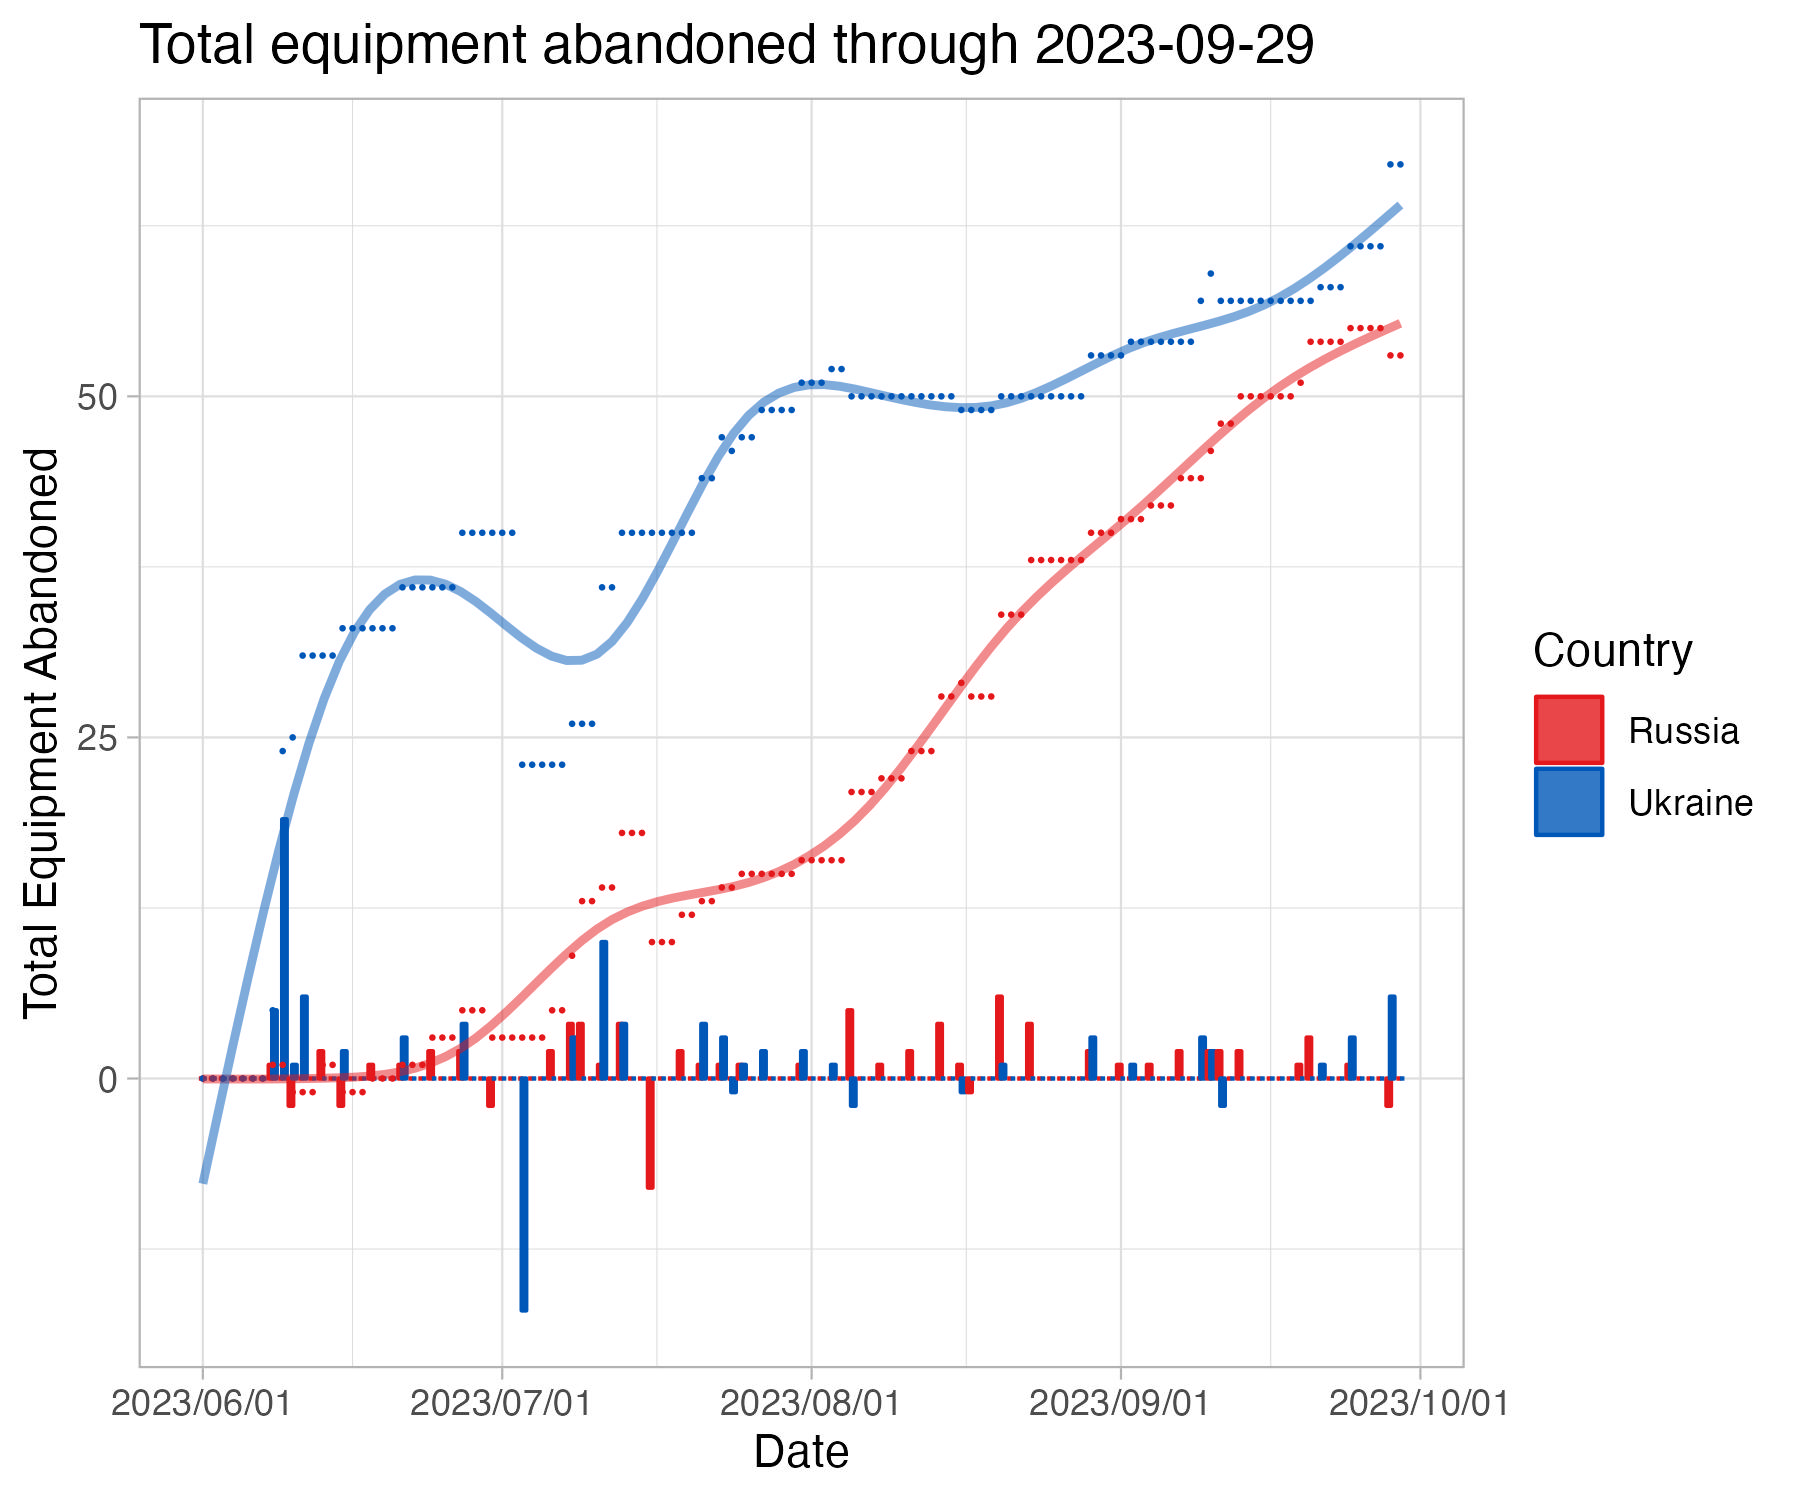 Total equipment abandoned through 2023-09-29
Total Equipment Abandoned
50
25
0
2023/06/01
2023/07/01
2023/08/01
2023/09/01
2023/10/01
Date
Country
Russia
Ukraine